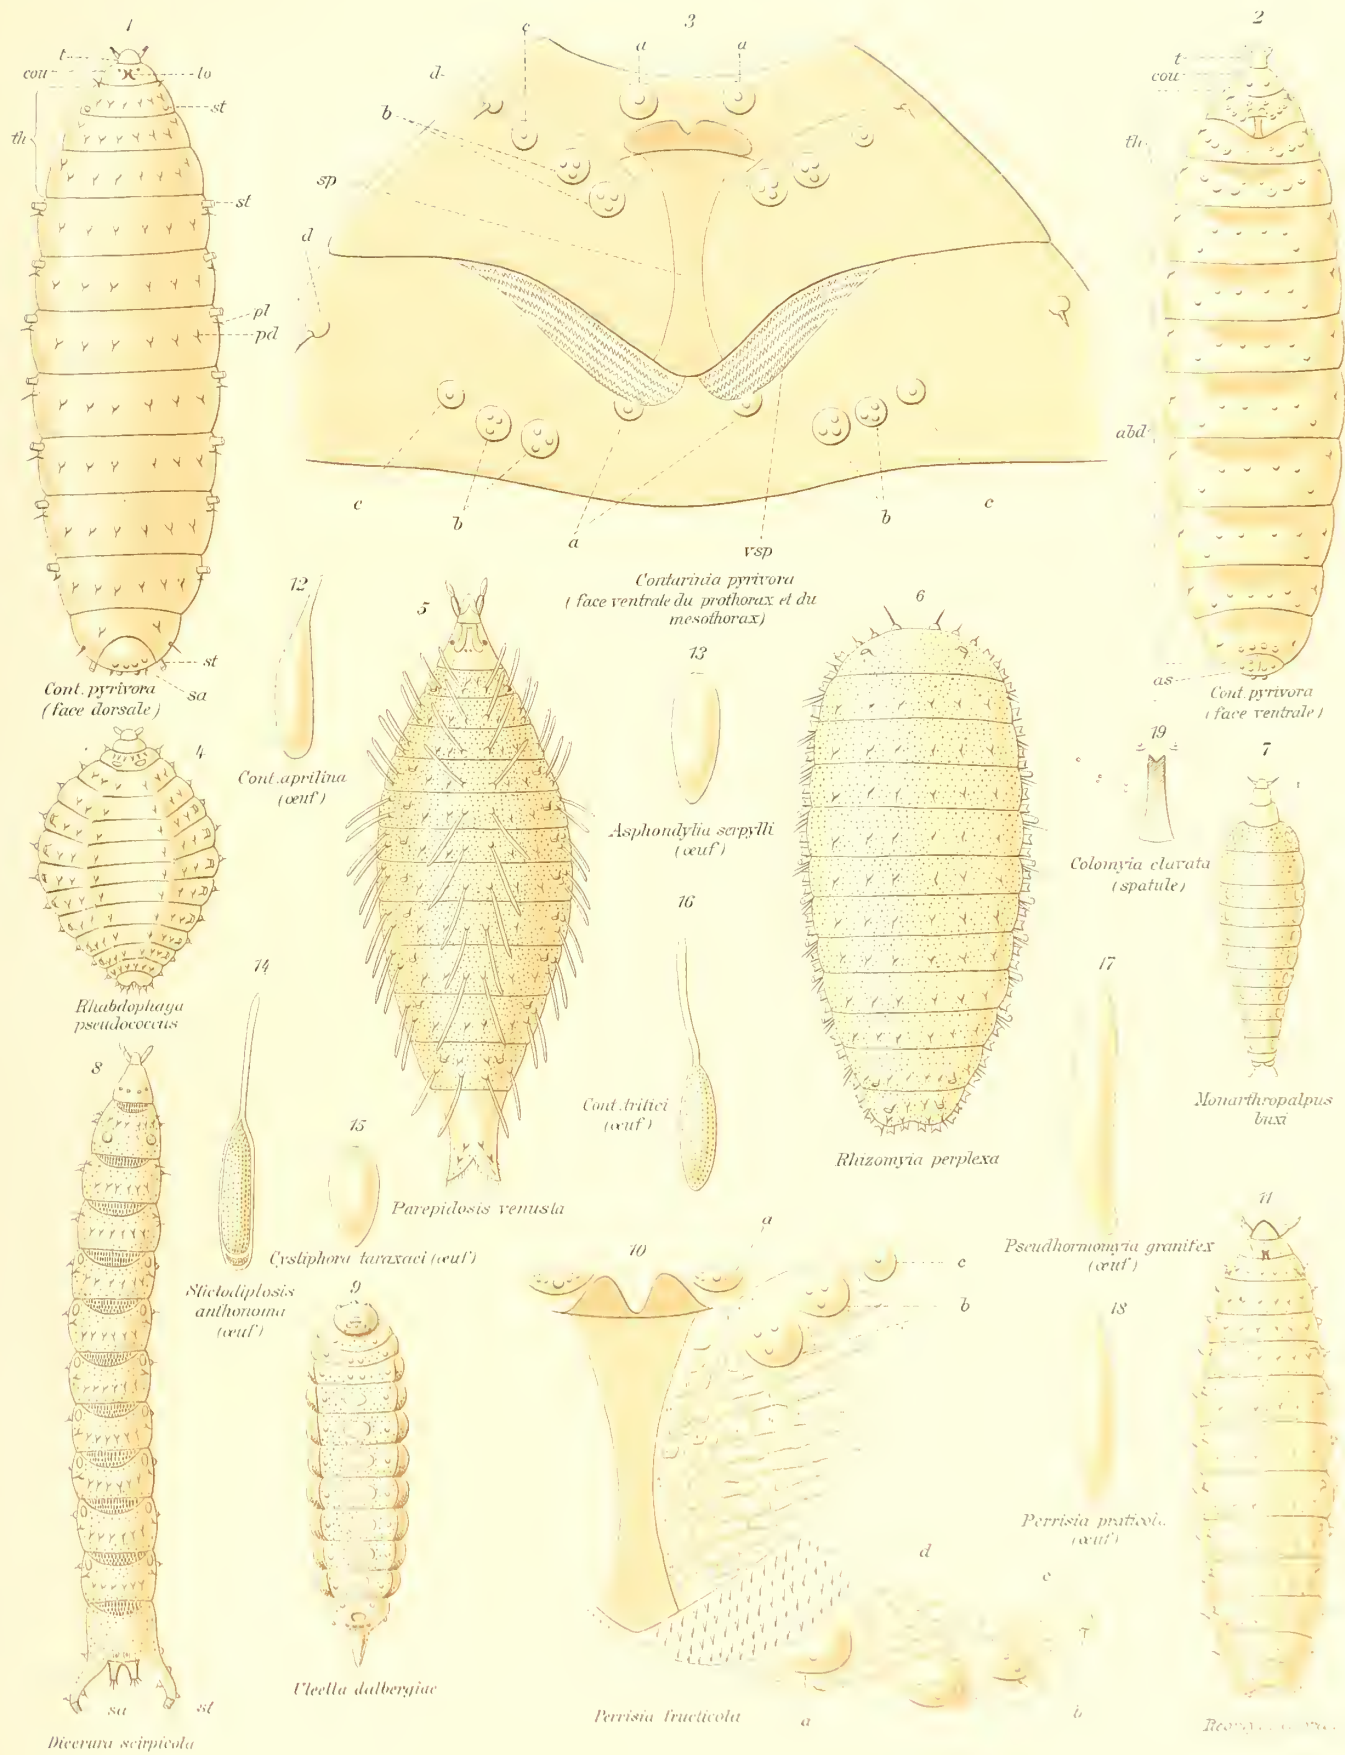 1
t
cou
lo
st
th
st
pl
pd
st
sa
Cont. pyrivora
(face dorsale)
3
c
a
a
d
b
sp
d
c
b
a
vsp
b
c
Contarinia pyrivora
(face ventrale du prothorax et du
mesothorax)
2
t
cou
th
abd
as
Cont. pyrivora
(face ventrale)
12
Cont. aprilina
(œuf)
5
Parepidosis venusta
13
Asphondylia serpylli
(œuf)
6
Rhizomyia perplexa
19
Colomyia clavata
(spatule)
7
Monarthropalpus
buxi
4
Rhabdophaga
pseudococcus
14
Stictodiplosis
anthonoma
(œuf)
16
Cont. tritici
(œuf)
17
Pseudhormomyia granifex
(œuf)
8
sa
st
Dicerura scirpicola
15
Cystiphora taraxaci (œuf)
9
Uleella dalbergiae
10
a
c
b
d
c
a
b
Perrisia fructicola
18
Perrisia praticola
(œuf)
11